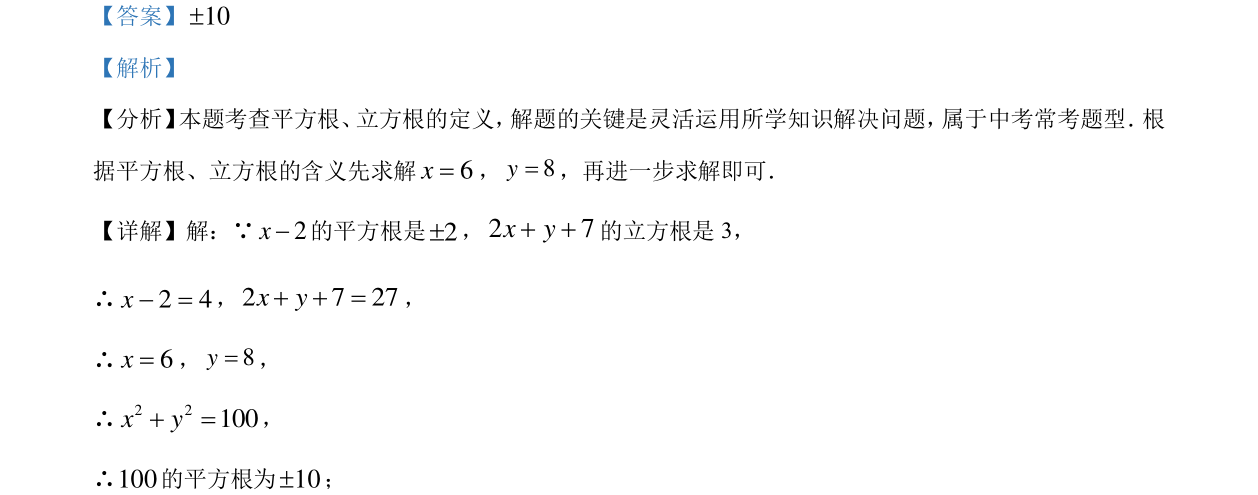 【答案】±10
【解析】
【分析】本题考查平方根、立方根的定义，解题的关键是灵活运用所学知识解决问题，属于中考常考题型．根
据平方根、立方根的含义先求解 x = 6 ， y = 8 ，再进一步求解即可．
【详解】解：∵ x − 2 的平方根是 ±2 ， 2x + y + 7 的立方根是 3，
∴ x − 2 = 4 ， 2x + y + 7 = 27 ，
∴ x = 6 ， y = 8 ，
∴ x² + y² = 100 ，
∴ 100 的平方根为 ±10 ；